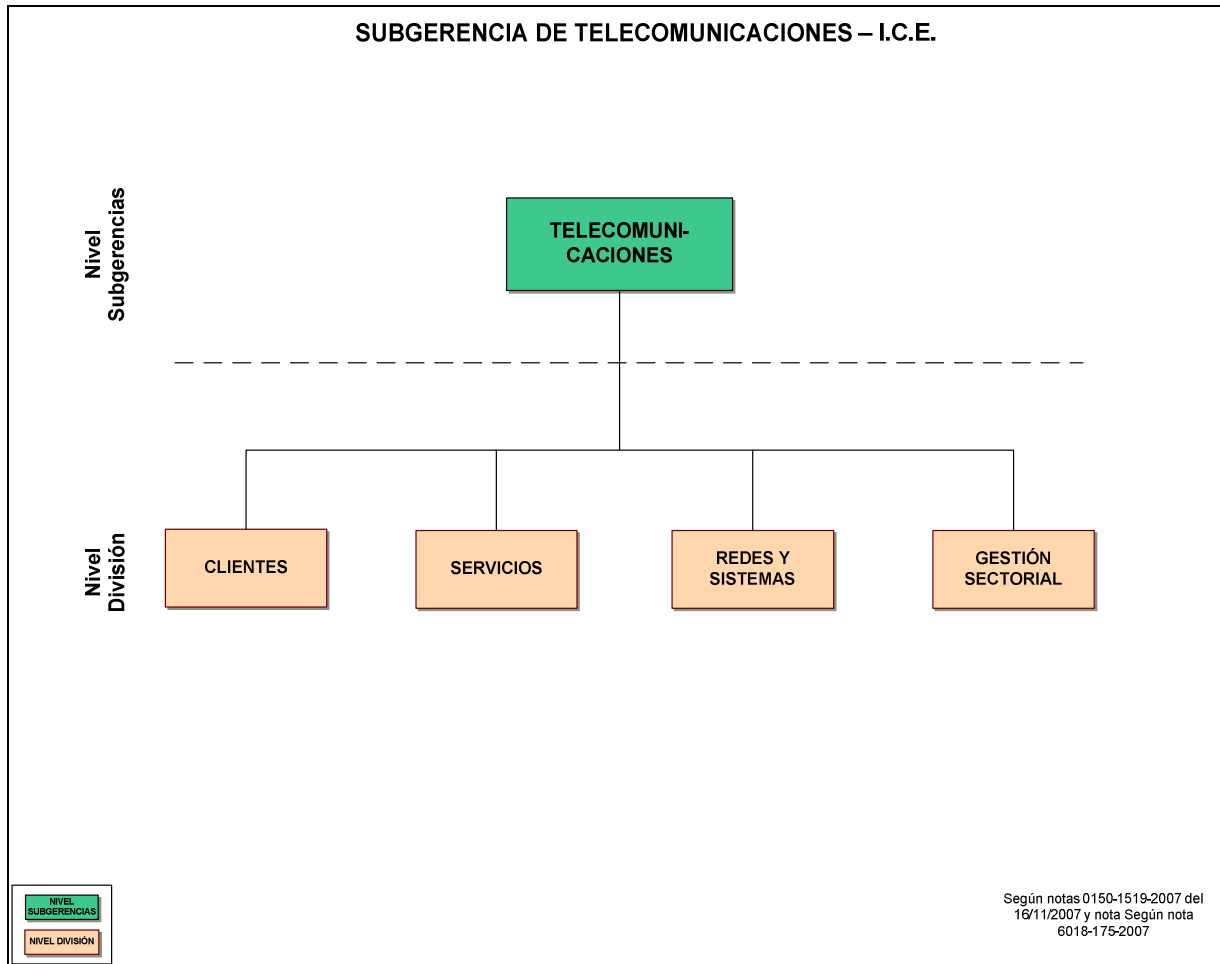 SUBGERENCIA DE TELECOMUNICACIONES – I.C.E.
Nivel
Subgerencias
TELECOMUNI-
CACIONES
Nivel
División
CLIENTES
SERVICIOS
REDES Y
SISTEMAS
GESTIÓN
SECTORIAL
NIVEL
SUBGERENCIAS
NIVEL DIVISIÓN
Según notas 0150-1519-2007 del
16/11/2007 y nota Según nota
6018-175-2007